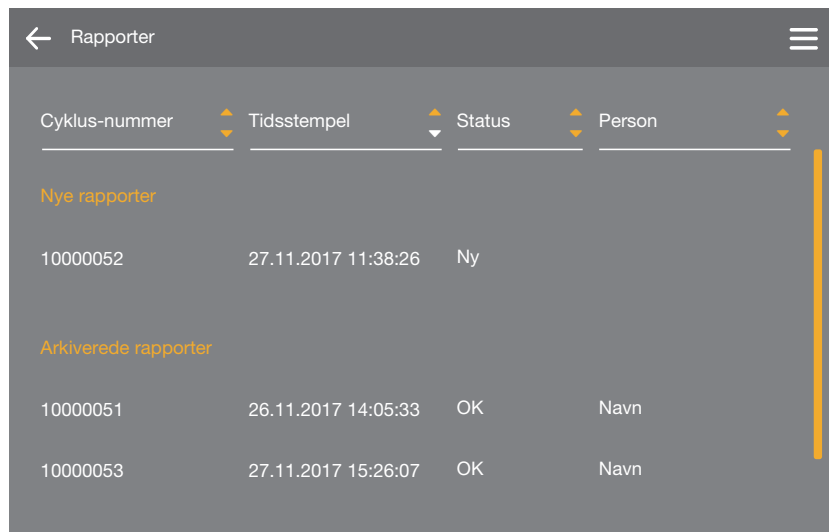 Rapporter
Cyklus-nummer Tidsstempel Status Person
Nye rapporter
10000052 27.11.2017 11:38:26 Ny
Arkiverede rapporter
10000051 26.11.2017 14:05:33 OK Navn
10000053 27.11.2017 15:26:07 OK Navn